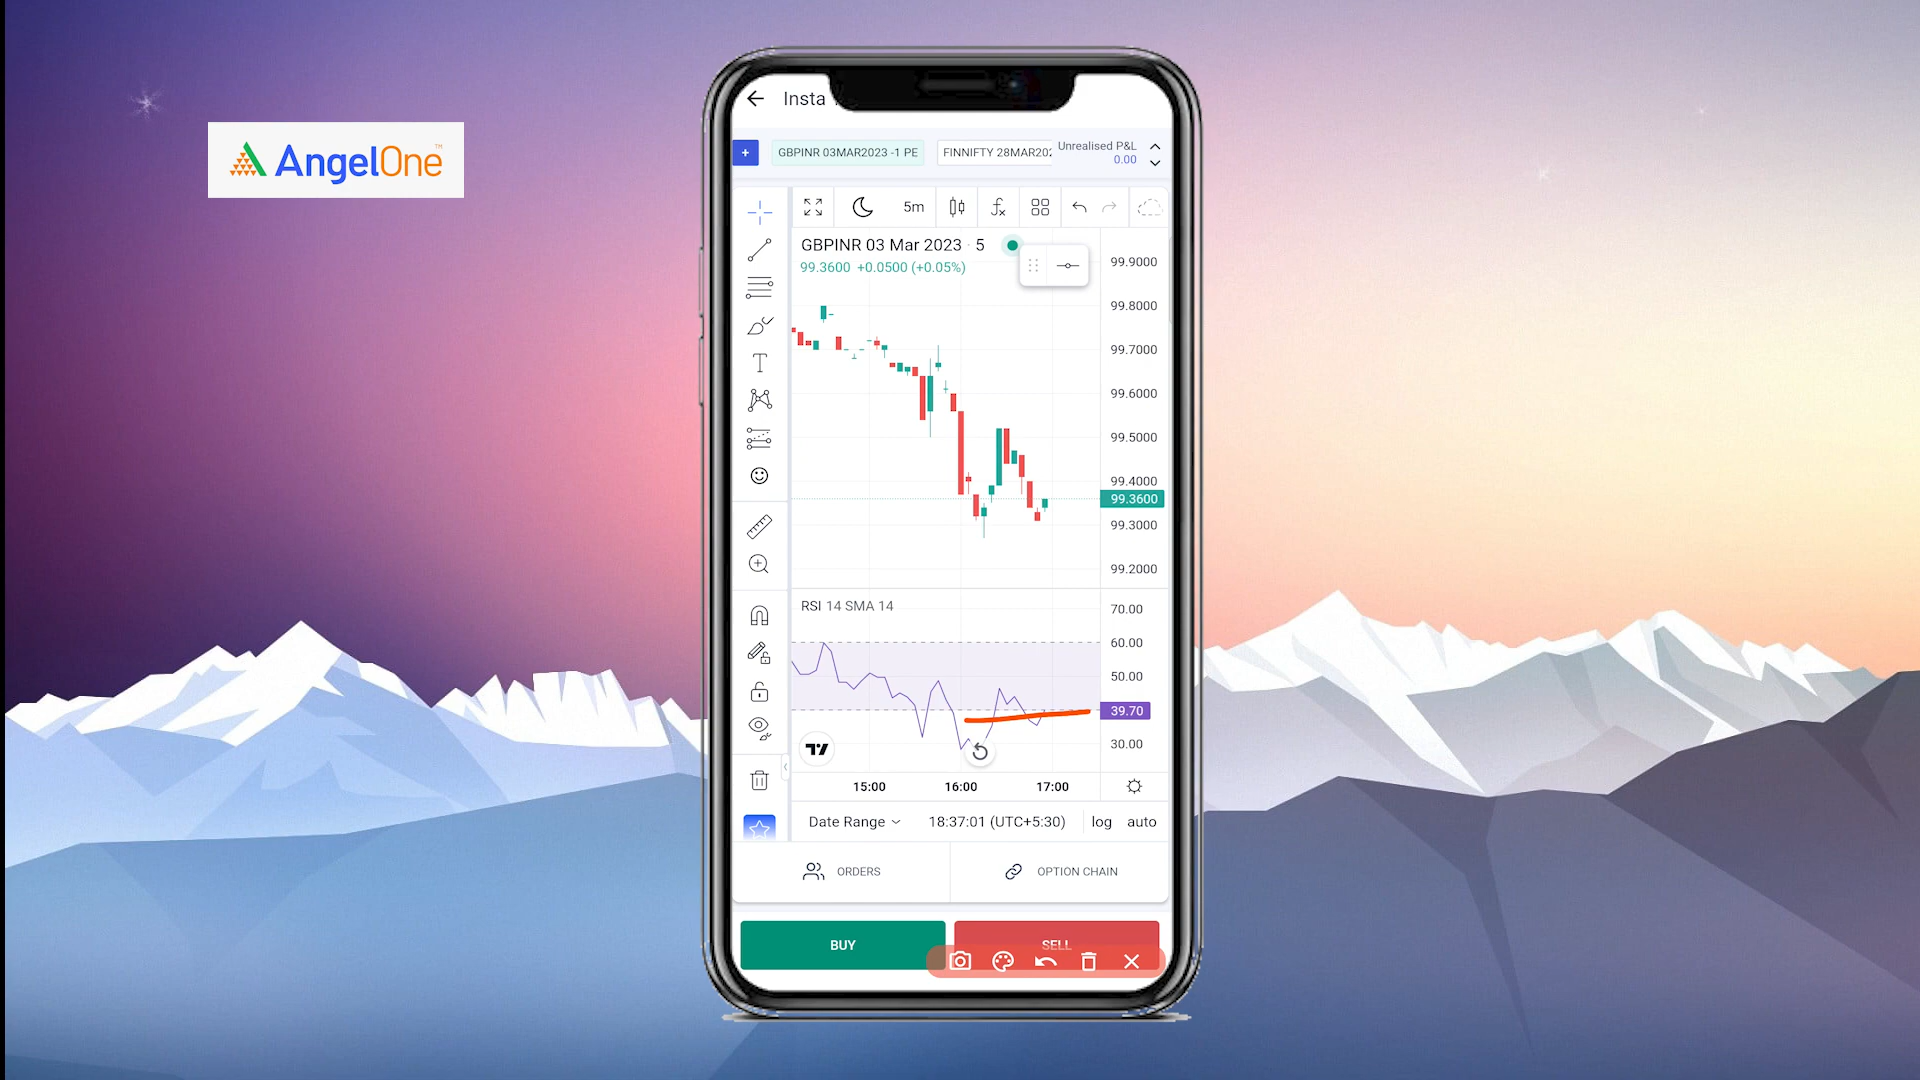 AngelOne™
Insta
+
GBPINR 03MAR2023 -1 PE
FINNIFTY 28MAR202
Unrealised P&L
0.00
5m
GBPINR 03 Mar 2023 · 5
99.3600 +0.0500 (+0.05%)
99.9000
99.8000
99.7000
99.6000
99.5000
99.4000
99.3600
99.3000
99.2000
RSI 14 SMA 14
70.00
60.00
50.00
39.70
30.00
15:00 16:00 17:00
Date Range 18:37:01 (UTC+5:30) log auto
ORDERS OPTION CHAIN
BUY SELL